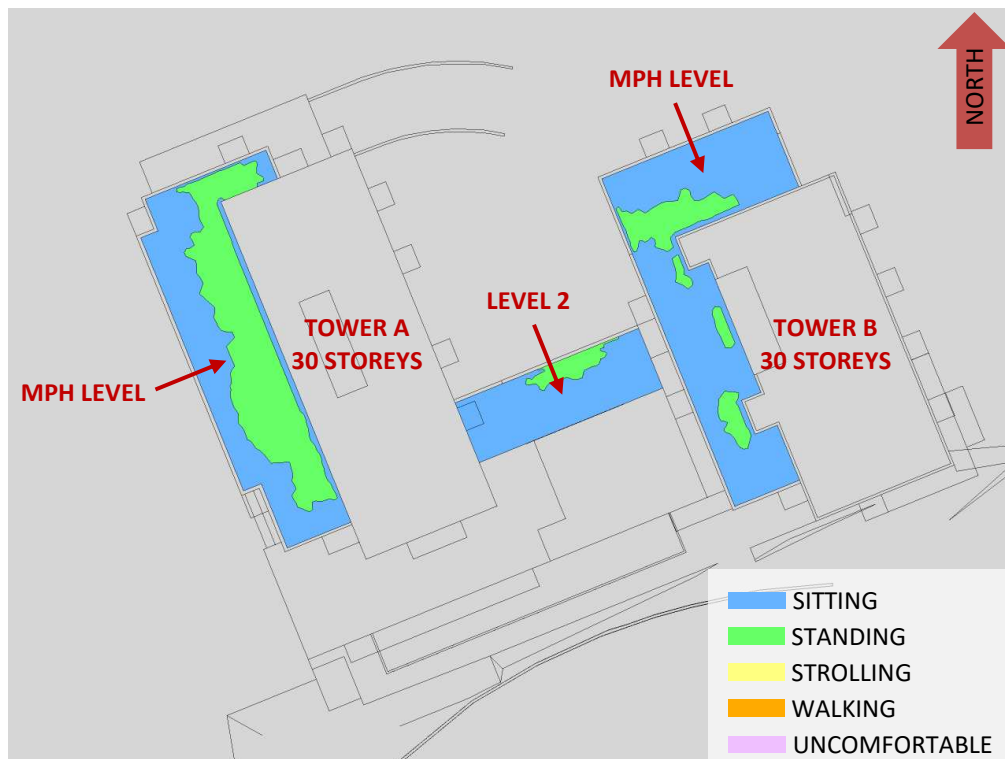 NORTH
MPH LEVEL
LEVEL 2
TOWER A
30 STOREYS
TOWER B
30 STOREYS
MPH LEVEL
SITTING
STANDING
STROLLING
WALKING
UNCOMFORTABLE